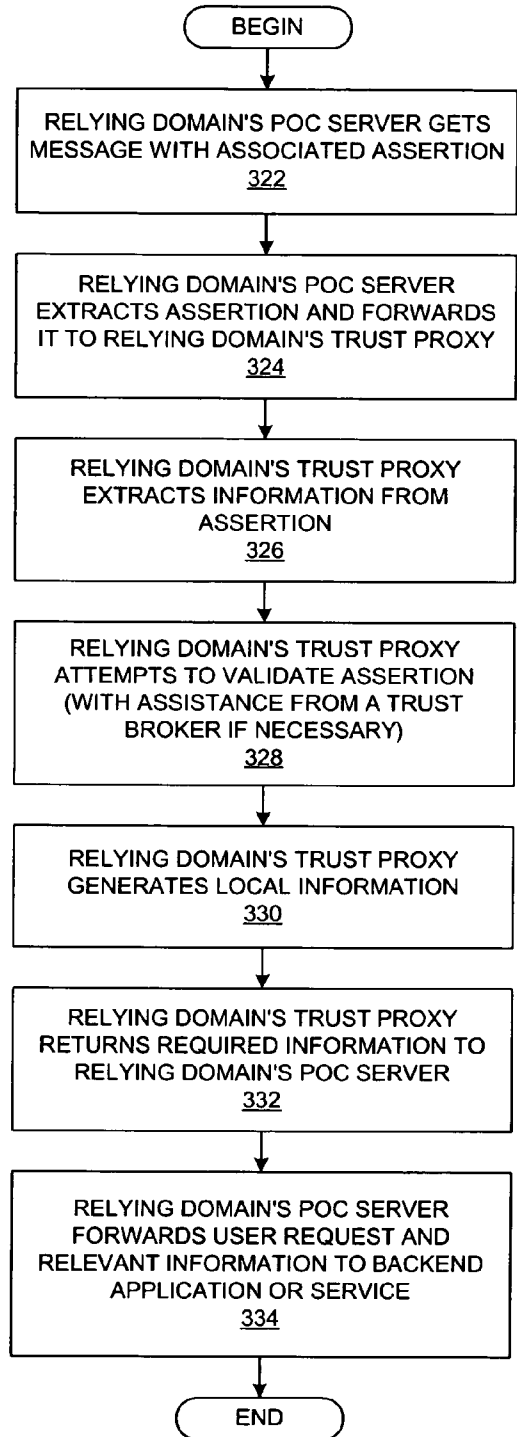 BEGIN
RELYING DOMAIN'S POC SERVER GETS
MESSAGE WITH ASSOCIATED ASSERTION
322
RELYING DOMAIN'S POC SERVER
EXTRACTS ASSERTION AND FORWARDS
IT TO RELYING DOMAIN'S TRUST PROXY
324
RELYING DOMAIN'S TRUST PROXY
EXTRACTS INFORMATION FROM
ASSERTION
326
RELYING DOMAIN'S TRUST PROXY
ATTEMPTS TO VALIDATE ASSERTION
(WITH ASSISTANCE FROM A TRUST
BROKER IF NECESSARY)
328
RELYING DOMAIN'S TRUST PROXY
GENERATES LOCAL INFORMATION
330
RELYING DOMAIN'S TRUST PROXY
RETURNS REQUIRED INFORMATION TO
RELYING DOMAIN'S POC SERVER
332
RELYING DOMAIN'S POC SERVER
FORWARDS USER REQUEST AND
RELEVANT INFORMATION TO BACKEND
APPLICATION OR SERVICE
334
END